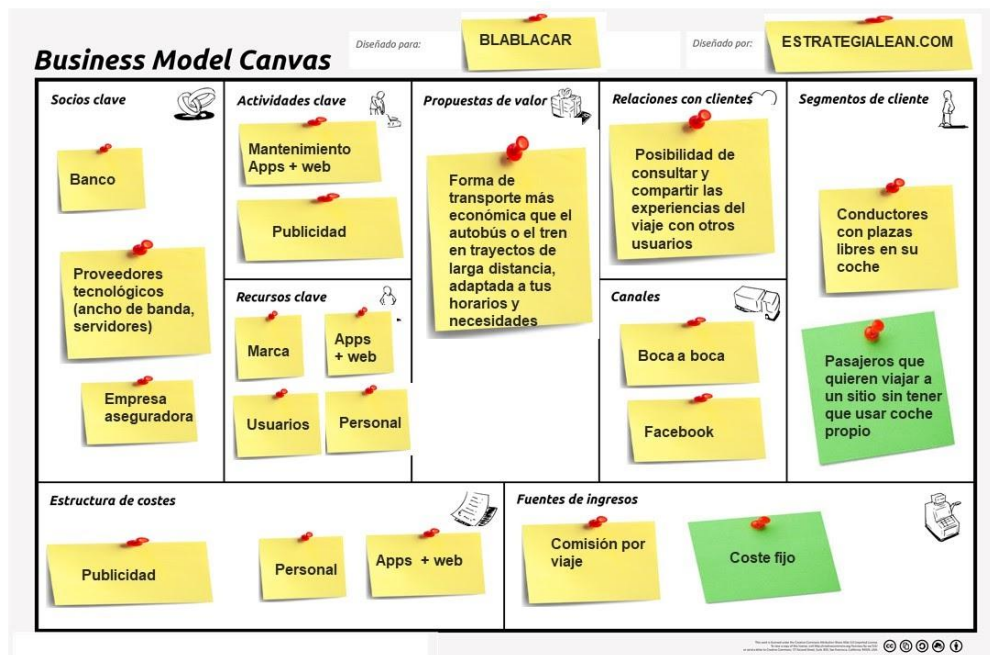 Business Model Canvas
Diseñado para:
BLABLACAR
Diseñado por:
ESTRATEGIALEAN.COM
Socios clave
Banco
Proveedores
tecnológicos
(ancho de banda,
servidores)
Empresa
aseguradora
Actividades clave
Mantenimiento
Apps + web
Publicidad
Recursos clave
Marca
Apps
+ web
Usuarios
Personal
Propuestas de valor
Forma de
transporte más
económica que el
autobús o el tren
en trayectos de
larga distancia,
adaptada a tus
horarios y
necesidades
Relaciones con clientes
Posibilidad de
consultar y
compartir las
experiencias del
viaje con otros
usuarios
Canales
Boca a boca
Facebook
Segmentos de cliente
Conductores
con plazas
libres en su
coche
Pasajeros que
quieren viajar a
un sitio sin tener
que usar coche
propio
Estructura de costes
Publicidad
Personal
Apps + web
Fuentes de ingresos
Comisión por
viaje
Coste fijo